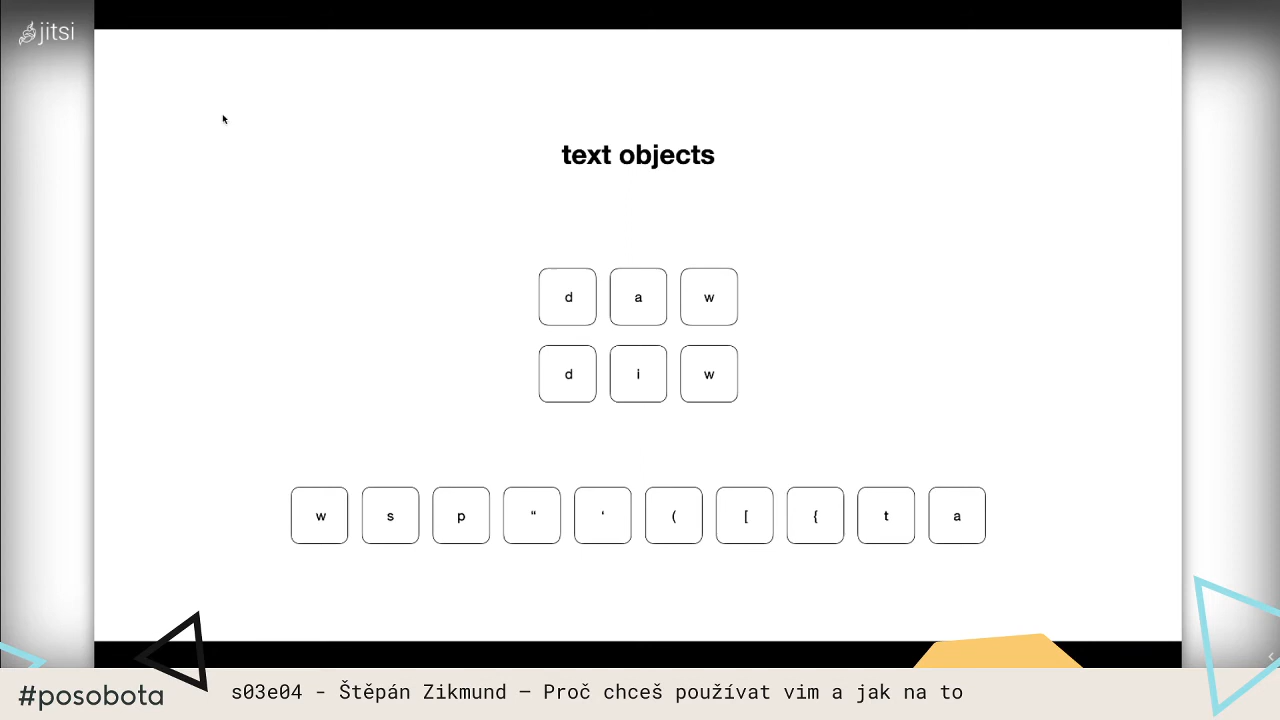 jitsi
text objects
d a w
d i w
w s p “ ‘ ( [ { t a
#posobota
s03e04 - Štěpán Zikmund – Proč chceš používat vim a jak na to